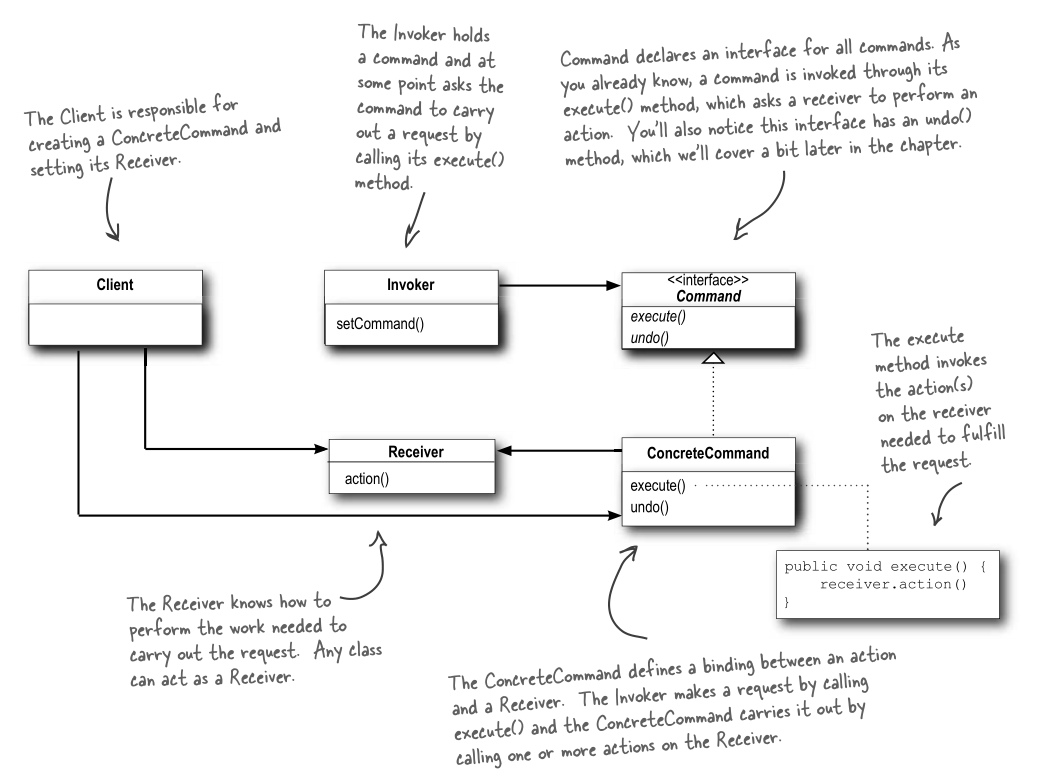 The Client is responsible for
creating a ConcreteCommand and
setting its Receiver.
The Invoker holds
a command and at
some point asks the
command to carry
out a request by
calling its execute()
method.
Command declares an interface for all commands. As
you already know, a command is invoked through its
execute() method, which asks a receiver to perform an
action. You'll also notice this interface has an undo()
method, which we'll cover a bit later in the chapter.
Client
Invoker
setCommand()
<<interface>>
Command
execute()
undo()
The execute
method invokes
the action(s)
on the receiver
needed to fulfill
the request.
Receiver
action()
ConcreteCommand
execute()
undo()
public void execute() {
receiver.action()
}
The Receiver knows how to
perform the work needed to
carry out the request. Any class
can act as a Receiver.
The ConcreteCommand defines a binding between an action
and a Receiver. The Invoker makes a request by calling
execute() and the ConcreteCommand carries it out by
calling one or more actions on the Receiver.